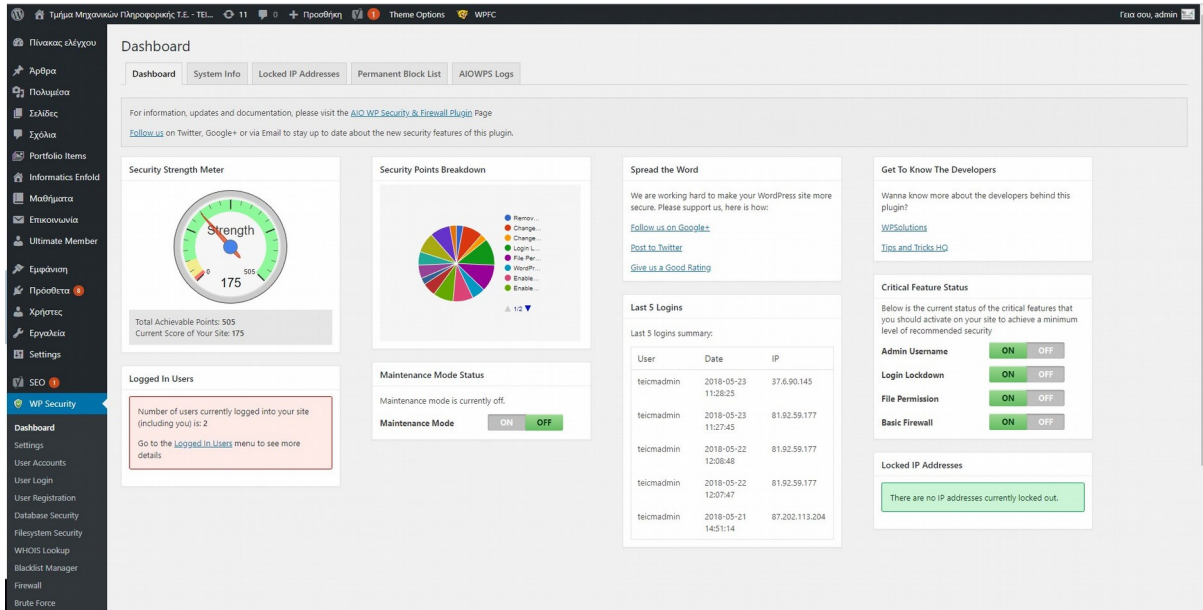 Τμήμα Μηχανικών Πληροφορικής Τ.Ε. - TEI... 11 0 + Προσθήκη 1 Theme Options WPFC Γεια σου, admin
Πίνακας ελέγχου
Άρθρα
Πολυμέσα
Σελίδες
Σχόλια
Portfolio Items
Informatics Enfold
Μαθήματα
Επικοινωνία
Ultimate Member
Εμφάνιση
Πρόσθετα 8
Χρήστες
Εργαλεία
Settings
SEO 1
WP Security
Dashboard
Settings
User Accounts
User Login
User Registration
Database Security
Filesystem Security
WHOIS Lookup
Blacklist Manager
Firewall
Brute Force
Dashboard
Dashboard System Info Locked IP Addresses Permanent Block List AIOWPS Logs
For information, updates and documentation, please visit the AIO WP Security & Firewall Plugin Page
Follow us on Twitter, Google+ or via Email to stay up to date about the new security features of this plugin.
Security Strength Meter
Strength
0 505
175
Total Achievable Points: 505
Current Score of Your Site: 175
Logged In Users
Number of users currently logged into your site
(including you) is: 2
Go to the Logged In Users menu to see more
details
Security Points Breakdown
Remov...
Change...
Change...
Login L...
File Per...
WordPr...
Enable...
Enable...
1/2
Maintenance Mode Status
Maintenance mode is currently off.
Maintenance Mode ON OFF
Spread the Word
We are working hard to make your WordPress site more
secure. Please support us, here is how:
Follow us on Google+
Post to Twitter
Give us a Good Rating
Last 5 Logins
Last 5 logins summary:
User Date IP
teicmadmin 2018-05-23 37.6.90.145
11:28:25
teicmadmin 2018-05-23 81.92.59.177
11:27:45
teicmadmin 2018-05-22 81.92.59.177
12:08:48
teicmadmin 2018-05-22 81.92.59.177
12:07:47
teicmadmin 2018-05-21 87.202.113.204
14:51:14
Get To Know The Developers
Wanna know more about the developers behind this
plugin?
WPSolutions
Tips and Tricks HQ
Critical Feature Status
Below is the current status of the critical features that
you should activate on your site to achieve a minimum
level of recommended security
Admin Username ON OFF
Login Lockdown ON OFF
File Permission ON OFF
Basic Firewall ON OFF
Locked IP Addresses
There are no IP addresses currently locked out.